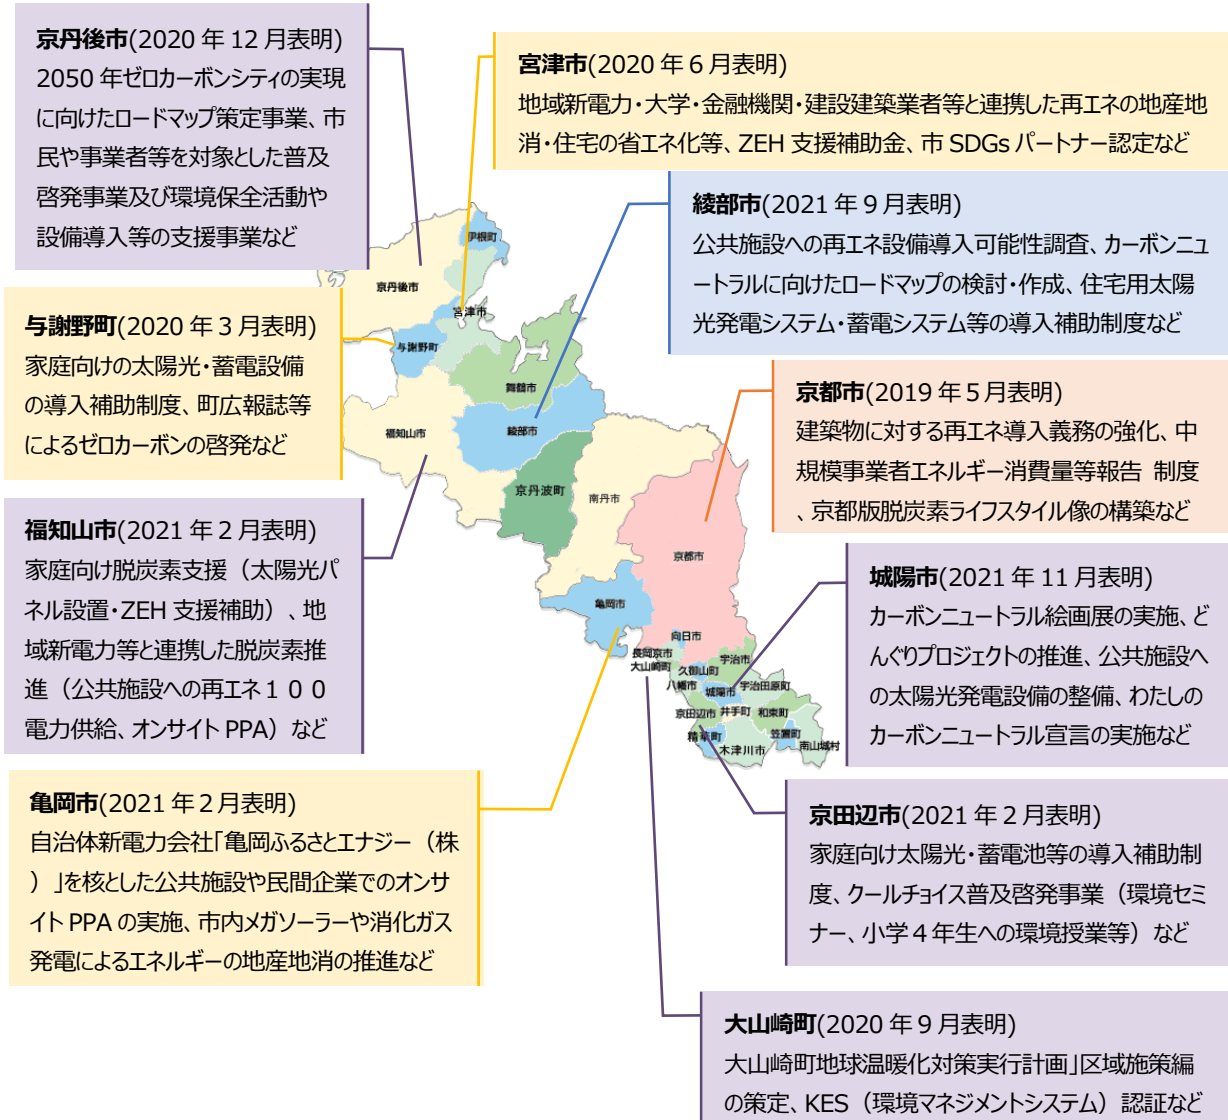 京丹後市(2020 年 12 月表明)
2050 年ゼロカーボンシティの実現
に向けたロードマップ策定事業、市
民や事業者等を対象とした普及
啓発事業及び環境保全活動や
設備導入等の支援事業など
宮津市(2020 年 6 月表明)
地域新電力・大学・金融機関・建設建築業者等と連携した再エネの地産地
消・住宅の省エネ化等、ZEH 支援補助金、市 SDGs パートナー認定など
綾部市(2021 年 9 月表明)
公共施設への再エネ設備導入可能性調査、カーボンニュ
ートラルに向けたロードマップの検討・作成、住宅用太陽
光発電システム・蓄電システム等の導入補助制度など
与謝野町(2020 年 3 月表明)
家庭向けの太陽光・蓄電設備
の導入補助制度、町広報誌等
によるゼロカーボンの啓発など
京都市(2019 年 5 月表明)
建築物に対する再エネ導入義務の強化、中
規模事業者エネルギー消費量等報告 制度
、京都版脱炭素ライフスタイル像の構築など
福知山市(2021 年 2 月表明)
家庭向け脱炭素支援（太陽光パ
ネル設置・ZEH 支援補助）、地
域新電力等と連携した脱炭素推
進（公共施設への再エネ１００
電力供給、オンサイト PPA）など
城陽市(2021 年 11 月表明)
カーボンニュートラル絵画展の実施、ど
んぐりプロジェクトの推進、公共施設へ
の太陽光発電設備の整備、わたしの
カーボンニュートラル宣言の実施など
亀岡市(2021 年 2 月表明)
自治体新電力会社「亀岡ふるさとエナジー（株
）」を核とした公共施設や民間企業でのオンサ
イト PPA の実施、市内メガソーラーや消化ガス
発電によるエネルギーの地産地消の推進など
京田辺市(2021 年 2 月表明)
家庭向け太陽光・蓄電池等の導入補助制
度、クールチョイス普及啓発事業（環境セミ
ナー、小学４年生への環境授業等）など
大山崎町(2020 年 9 月表明)
大山崎町地球温暖化対策実行計画」区域施策編
の策定、KES（環境マネジメントシステム）認証など
伊根町
京丹後市
宮津市
与謝野町
舞鶴市
福知山市
綾部市
京丹波町
南丹市
京都市
亀岡市
向日市
長岡京市
大山崎町
宇治市
久御山町
八幡市
城陽市
宇治田原町
京田辺市
井手町
和束町
精華町
木津川市
笠置町
南山城村